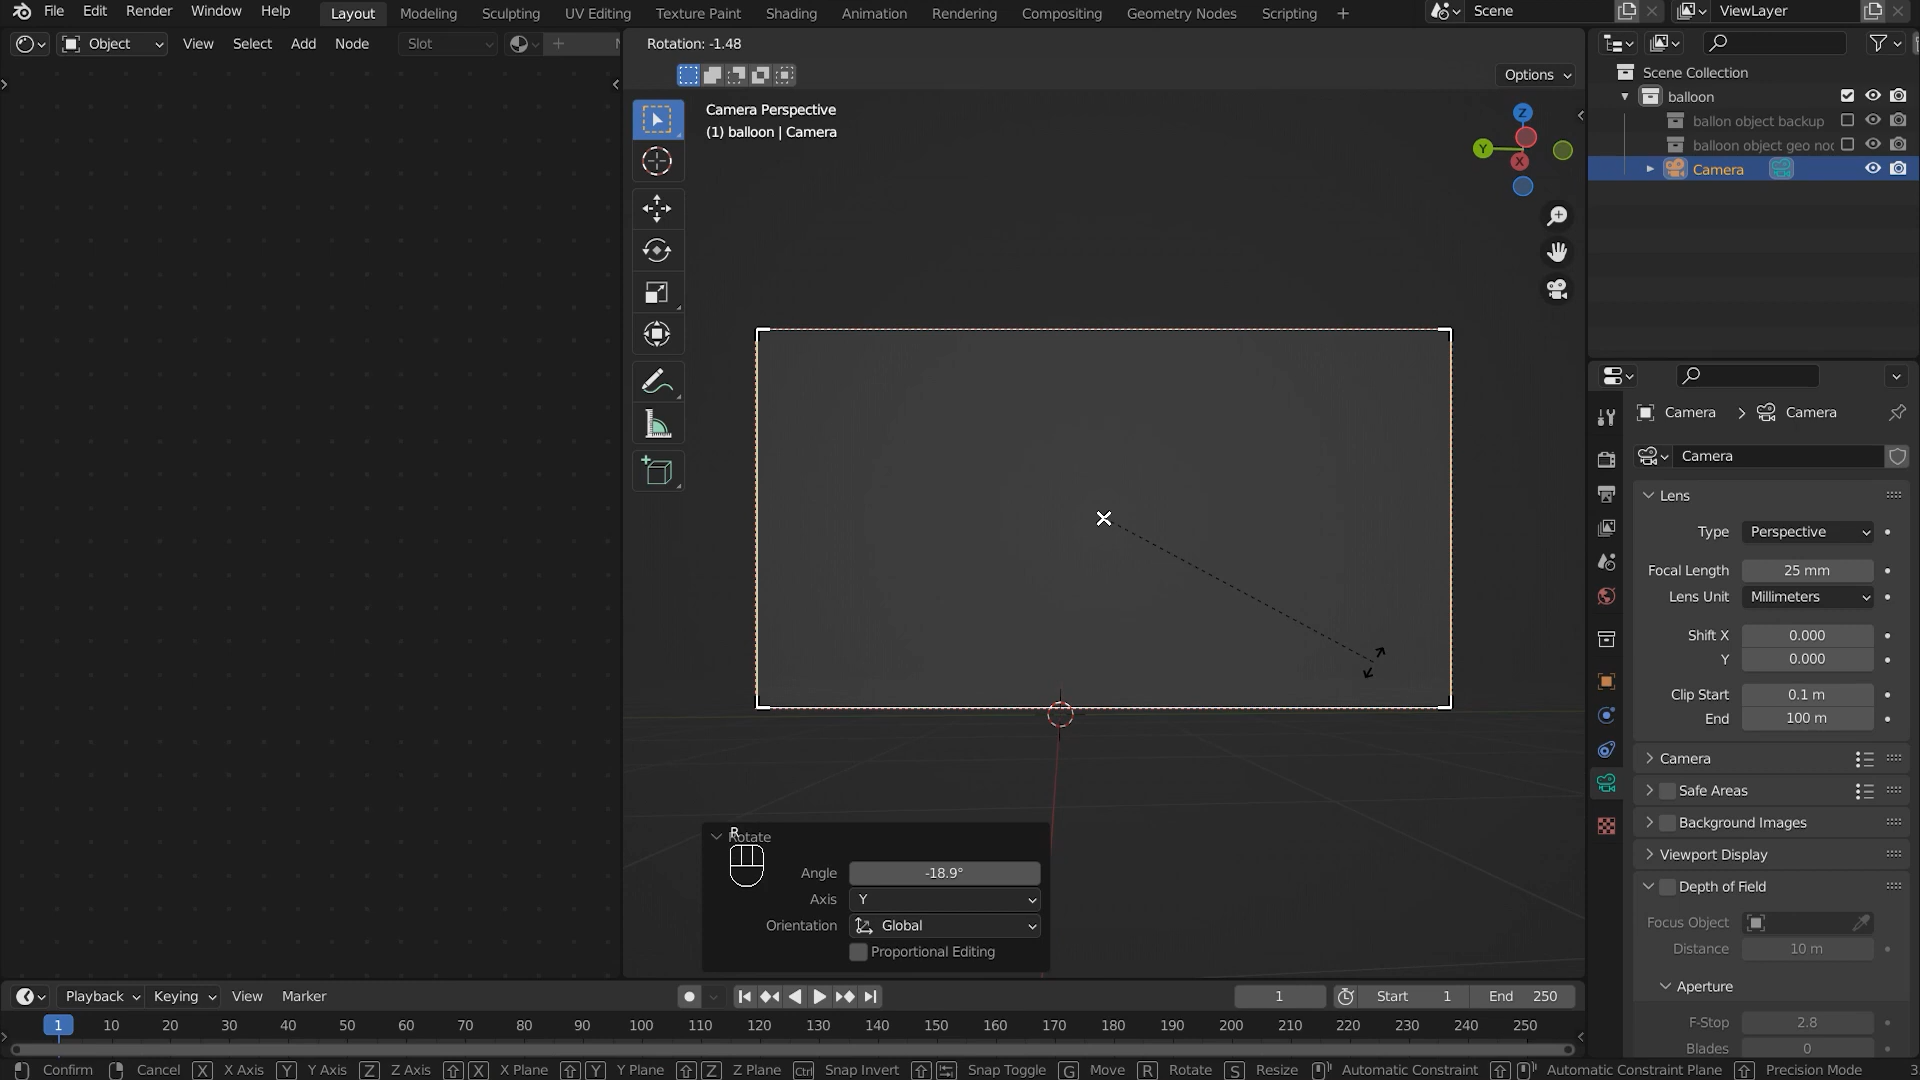 File Edit Render Window Help Layout Modeling Sculpting UV Editing Texture Paint Shading Animation Rendering Compositing Geometry Nodes Scripting + Scene ViewLayer
Object View Select Add Node Slot
Rotation: -1.48
Options
Camera Perspective
(1) balloon | Camera
Z
Y
X
Scene Collection
balloon
ballon object backup
balloon object geo noc
Camera
Camera > Camera
Camera
Lens
Type Perspective
Focal Length 25 mm
Lens Unit Millimeters
Shift X 0.000
Y 0.000
Clip Start 0.1 m
End 100 m
Camera
Safe Areas
Background Images
Viewport Display
Depth of Field
Focus Object
Distance 10 m
Aperture
F-Stop 2.8
Blades 0
R
Rotate
Angle -18.9°
Axis Y
Orientation Global
Proportional Editing
Playback Keying View Marker 1 Start 1 End 250
1 10 20 30 40 50 60 70 80 90 100 110 120 130 140 150 160 170 180 190 200 210 220 230 240 250
Confirm Cancel X X Axis Y Y Axis Z Z Axis X X Plane Y Y Plane Z Z Plane Ctrl Snap Invert Snap Toggle G Move R Rotate S Resize Automatic Constraint Automatic Constraint Plane Precision Mode 3